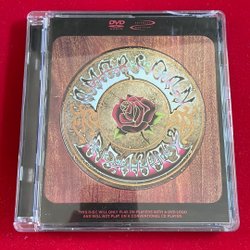 DVD
AMERICAN
BEAUTY
THIS DISC WILL ONLY PLAY ON PLAYERS WITH A DVD LOGO
AND WILL NOT PLAY ON A CONVENTIONAL CD PLAYERS